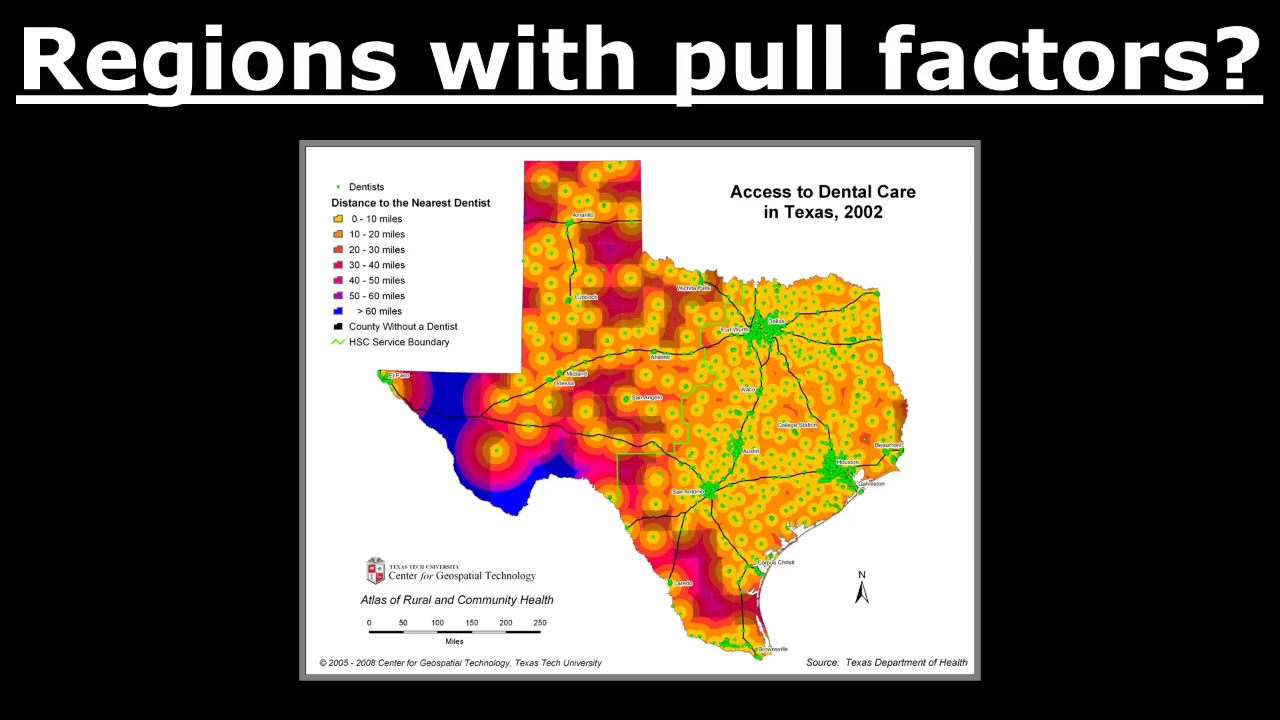 Regions with pull factors?
Dentists
Distance to the Nearest Dentist
0 - 10 miles
10 - 20 miles
20 - 30 miles
30 - 40 miles
40 - 50 miles
50 - 60 miles
> 60 miles
County Without a Dentist
HSC Service Boundary
Access to Dental Care
in Texas, 2002
Amarillo
Lubbock
Wichita Falls
Dallas
Fort Worth
Abilene
El Paso
Midland
Odessa
San Angelo
Waco
College Station
Beaumont
Austin
Houston
San Antonio
Galveston
Corpus Christi
Laredo
Brownsville
N
TEXAS TECH UNIVERSITY
Center for Geospatial Technology
Atlas of Rural and Community Health
0 50 100 150 200 250
Miles
© 2005 - 2008 Center for Geospatial Technology, Texas Tech University
Source: Texas Department of Health